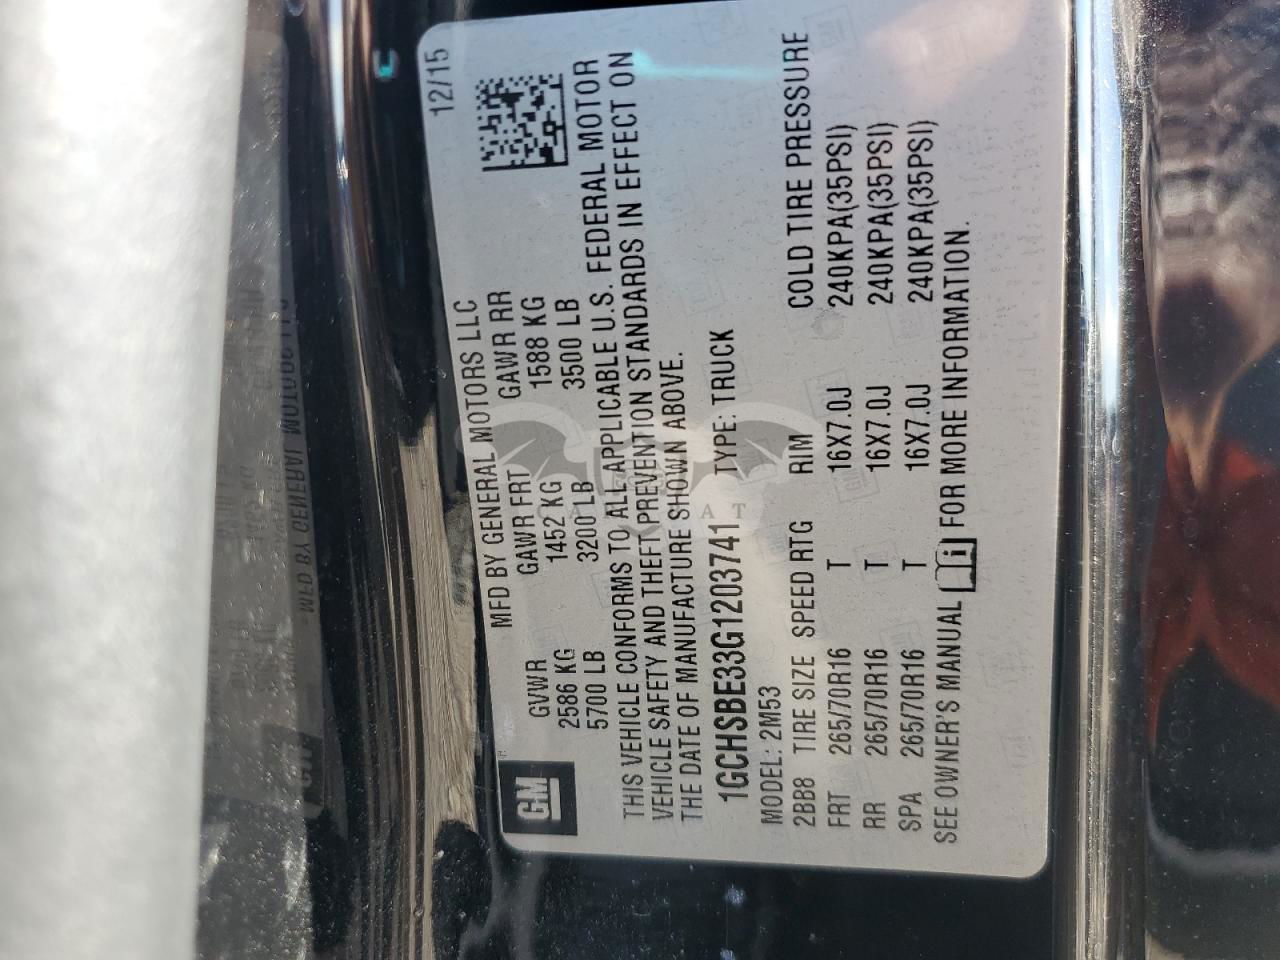 12/15
MFD BY GENERAL MOTORS LLC
GVWR GAWR FRT GAWR RR
2586 KG 1452 KG 1588 KG
5700 LB 3200 LB 3500 LB
THIS VEHICLE CONFORMS TO ALL APPLICABLE U.S. FEDERAL MOTOR
VEHICLE SAFETY AND THEFT PREVENTION STANDARDS IN EFFECT ON
THE DATE OF MANUFACTURE SHOWN ABOVE.
1GCHSBE33G1203741 TYPE: TRUCK
MODEL: 2M53
2BB8 TIRE SIZE SPEED RTG RIM COLD TIRE PRESSURE
FRT 265/70R16 T 16X7.0J 240KPA(35PSI)
RR 265/70R16 T 16X7.0J 240KPA(35PSI)
SPA 265/70R16 T 16X7.0J 240KPA(35PSI)
SEE OWNER'S MANUAL FOR MORE INFORMATION.
GM